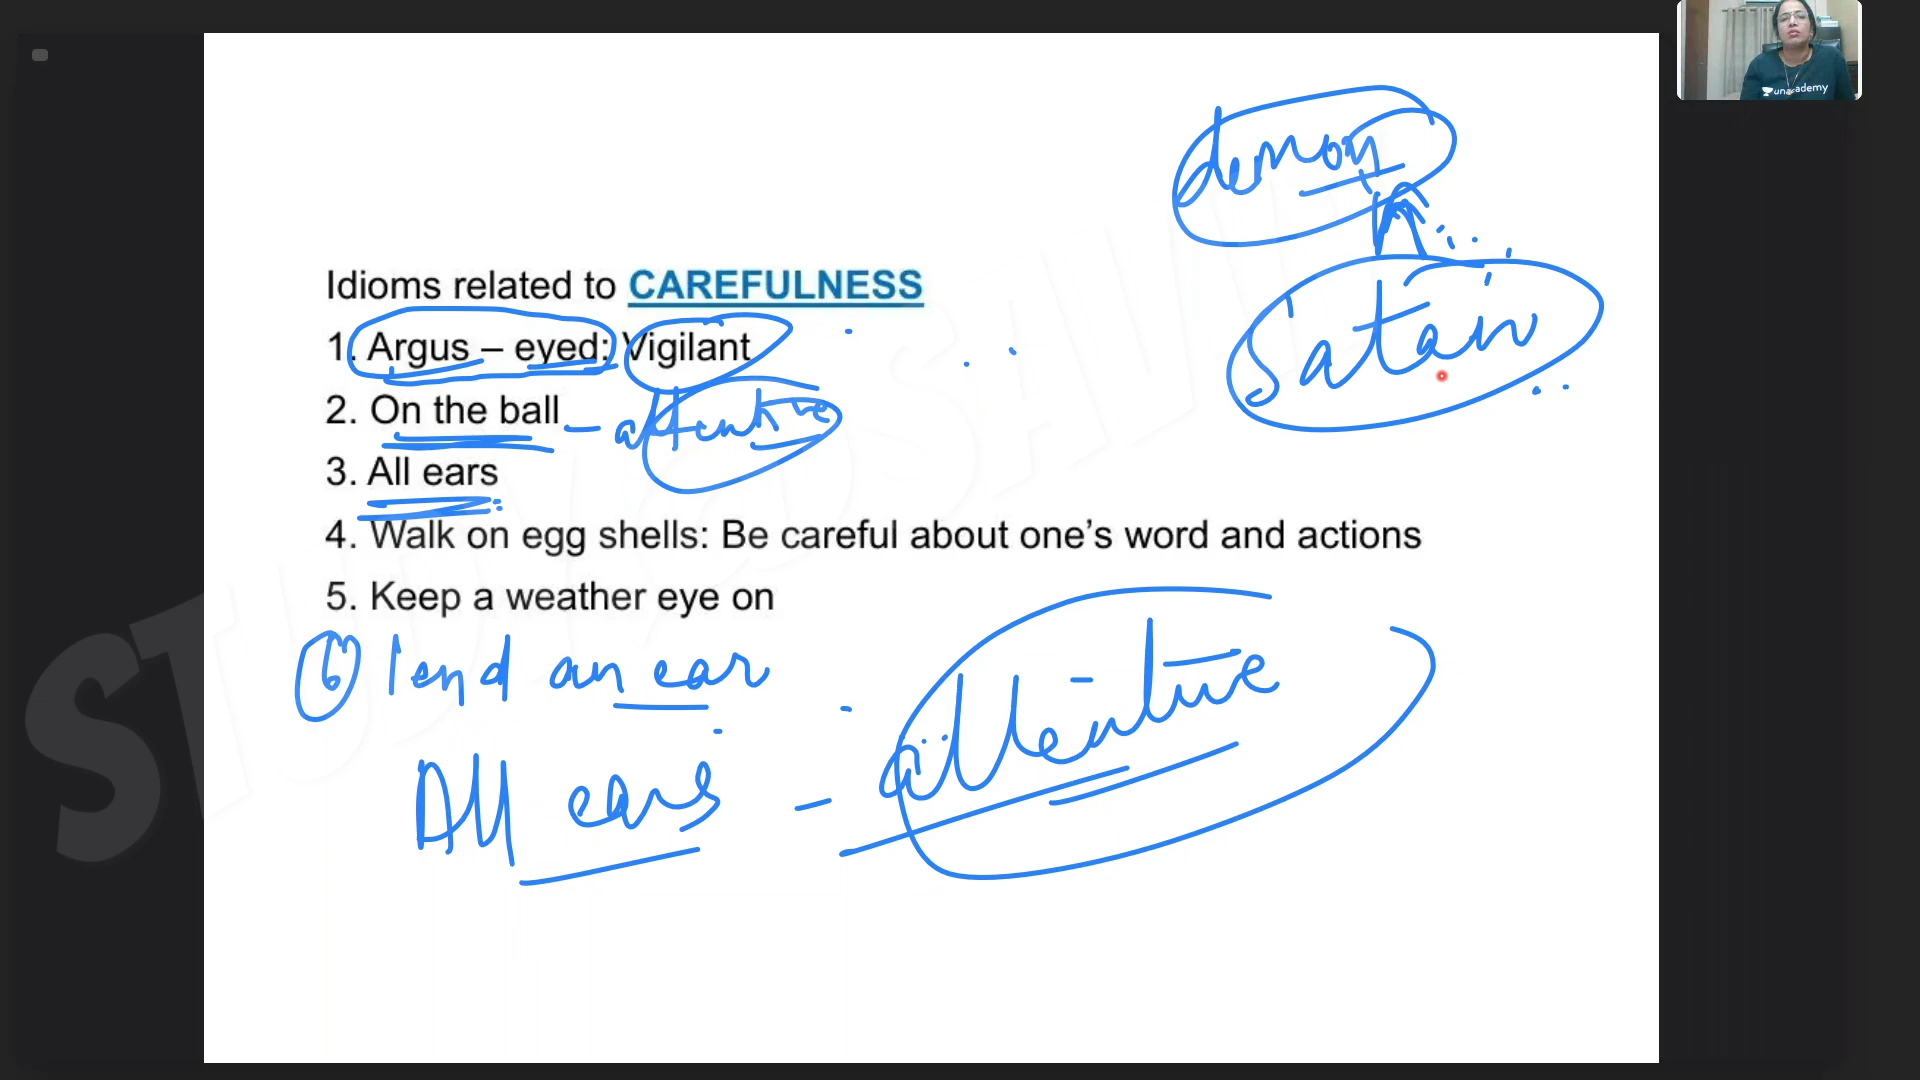 unacademy
demon
Satan
Idioms related to CAREFULNESS
1. Argus – eyed: Vigilant
2. On the ball – attentive
3. All ears
4. Walk on egg shells: Be careful about one's word and actions
5. Keep a weather eye on
6 lend an ear
All ears – attentive